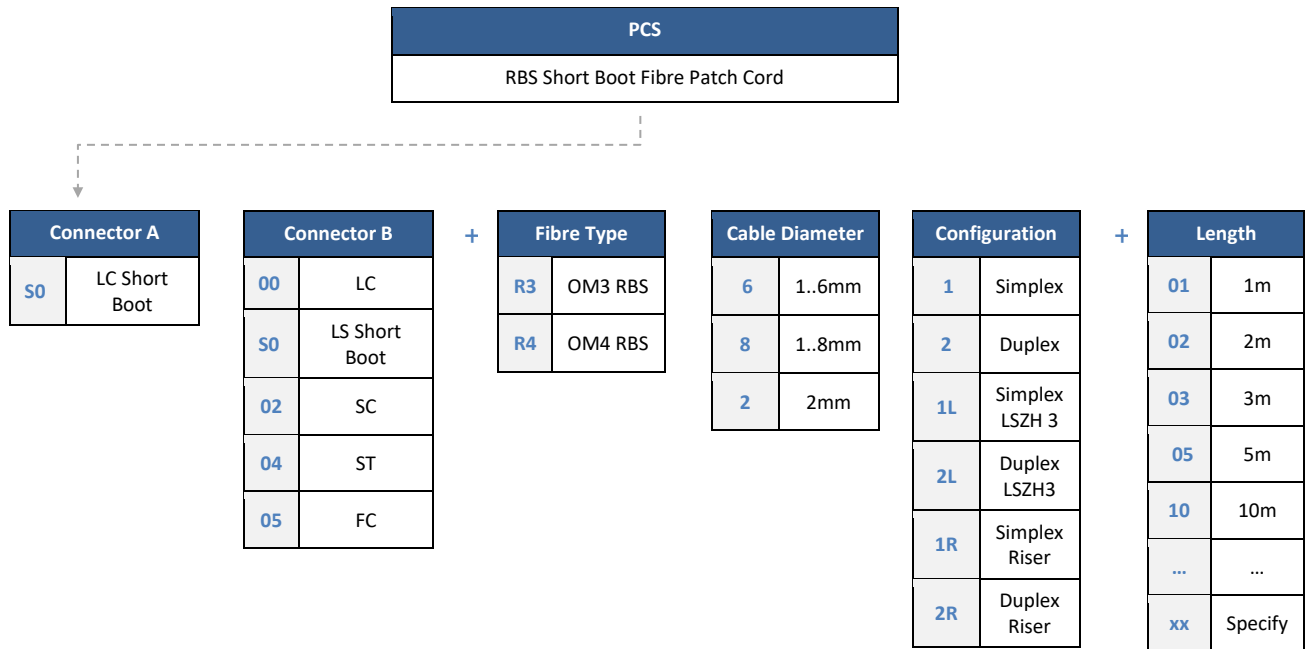 PCS
RBS Short Boot Fibre Patch Cord
Connector A
S0 LC Short
Boot
Connector B
00 LC
S0 LS Short
Boot
02 SC
04 ST
05 FC
+
Fibre Type
R3 OM3 RBS
R4 OM4 RBS
Cable Diameter
6 1..6mm
8 1..8mm
2 2mm
Configuration
1 Simplex
2 Duplex
1L Simplex
LSZH 3
2L Duplex
LSZH3
1R Simplex
Riser
2R Duplex
Riser
+
Length
01 1m
02 2m
03 3m
05 5m
10 10m
... ...
xx Specify